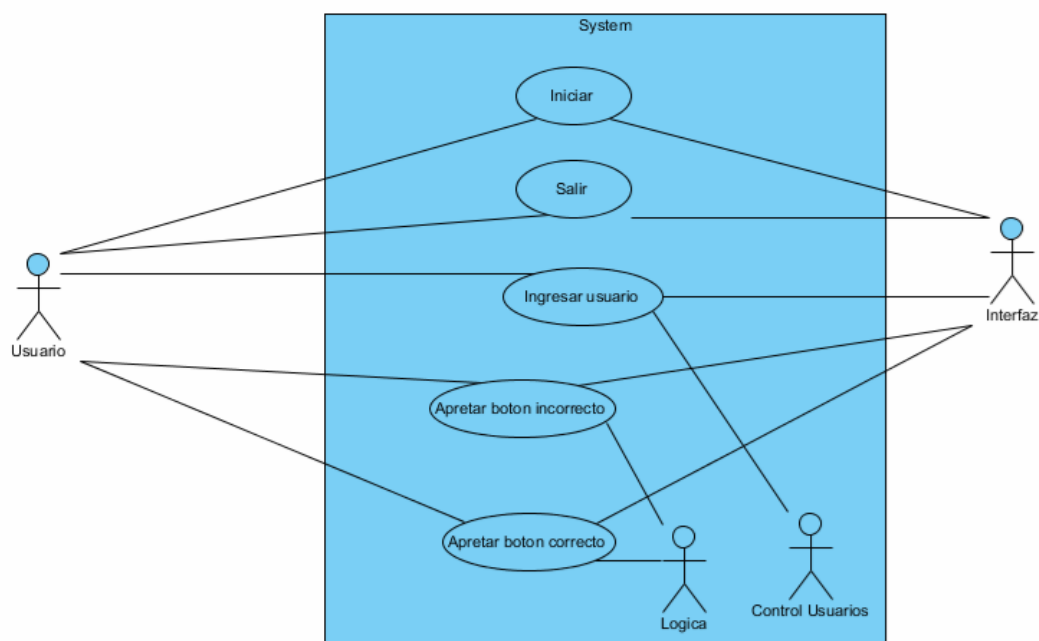 System
Iniciar
Salir
Ingresar usuario
Usuario
Interfaz
Apretar boton incorrecto
Apretar boton correcto
Control Usuarios
Logica